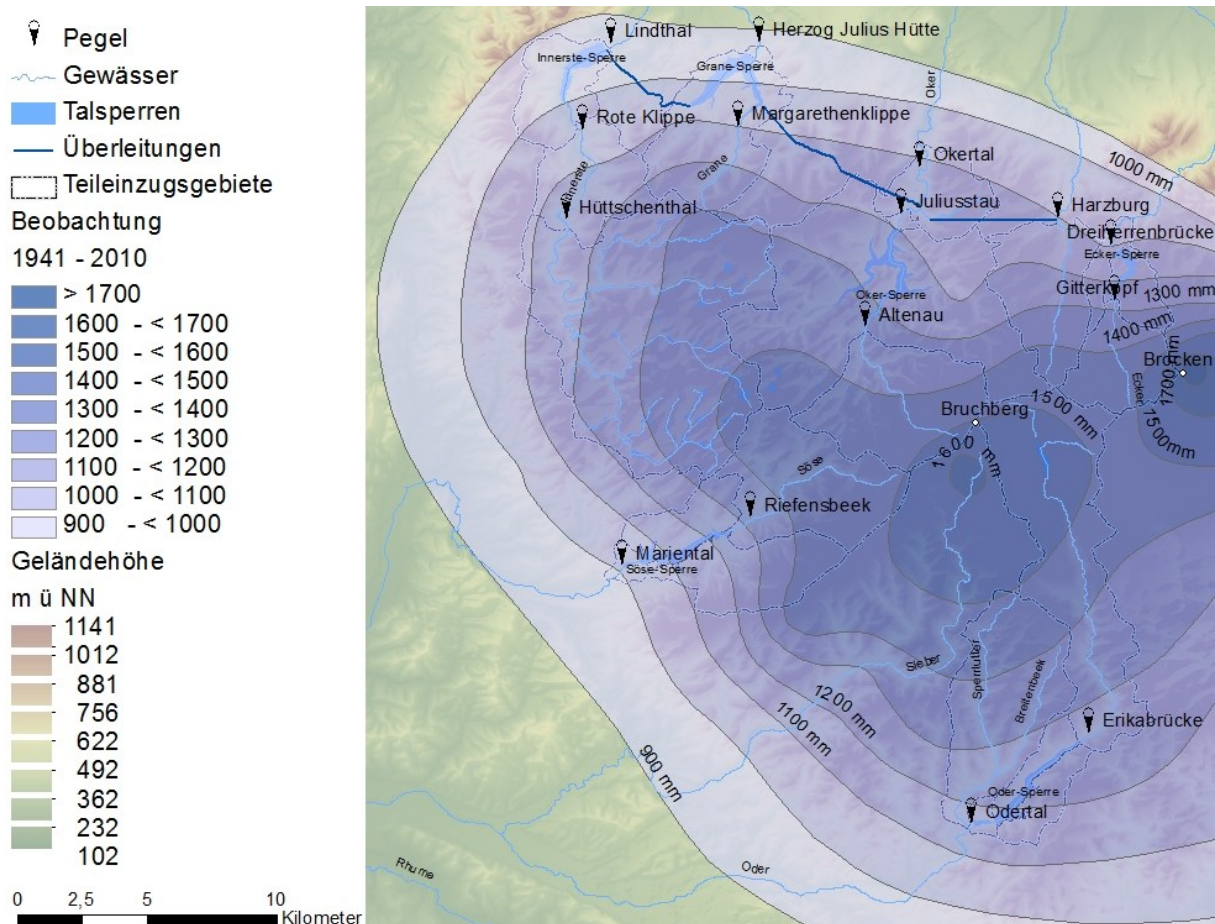 Pegel
Gewässer
Talsperren
Überleitungen
Teileinzugsgebiete
Beobachtung
1941 - 2010
> 1700
1600 - < 1700
1500 - < 1600
1400 - < 1500
1300 - < 1400
1200 - < 1300
1100 - < 1200
1000 - < 1100
900 - < 1000
Geländehöhe
m ü NN
1141
1012
881
756
622
492
362
232
102
0 2,5 5 10
Kilometer
Lindthal
Herzog Julius Hütte
Innerste-Sperre
Grane-Sperre
Oker
Rote Klippe
Margarethenklippe
Okertal
1000 mm
Innerste
Grane
Hüttschenthal
Juliusstau
Harzburg
Dreiherrenbrücke
Ecker-Sperre
Gitterkopf
1300 mm
Oker-Sperre
Altenau
1400 mm
Brocken
1700 mm
Ecker
1500mm
Bruchberg
1500 mm
1600 mm
Söse
Riefensbeek
Mariental
Söse-Sperre
Sieber
Sperrlutter
Breitenbeek
1200 mm
1100 mm
Erikabrücke
900 mm
Oder-Sperre
Odertal
Oder
Rhume